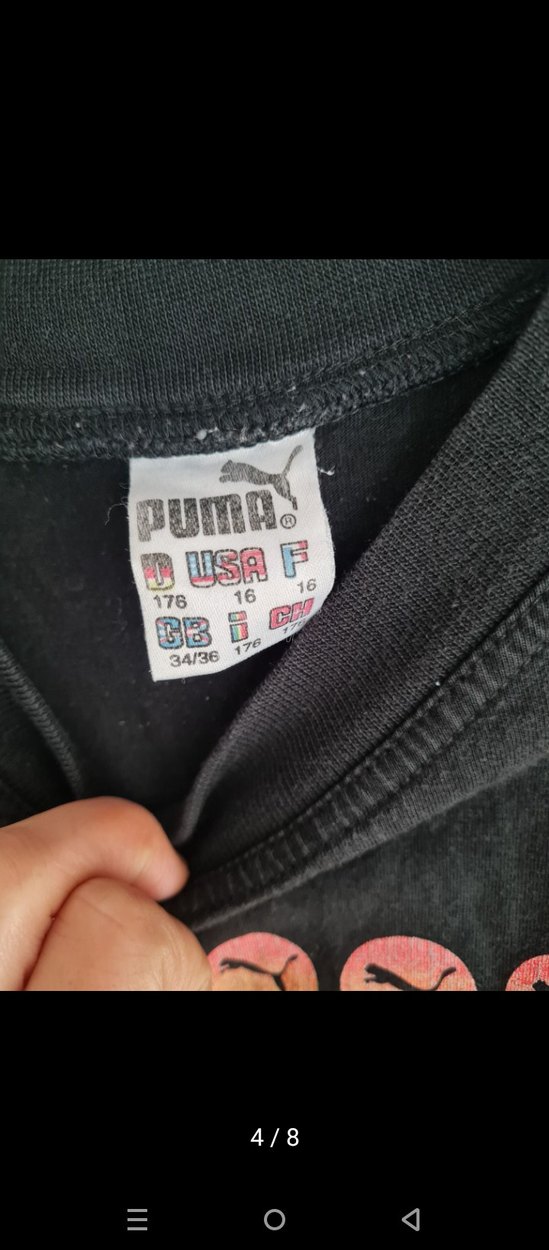 PUMA®
D USA F
176 16 16
GB i CH
34/36 176
4 / 8